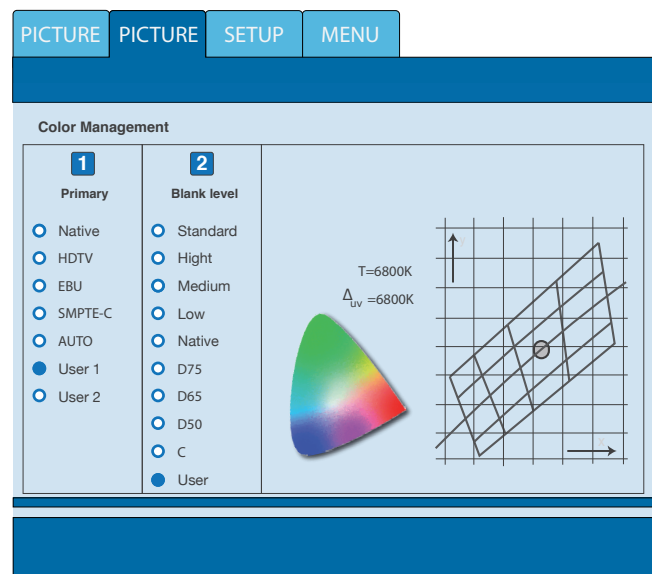 PICTURE PICTURE SETUP MENU
Color Management
1 2
Primary Blank level
Native Standard
HDTV Hight
EBU Medium
SMPTE-C Low
AUTO Native
User 1 D75
User 2 D65
D50
C
User
T=6800K
Δuv =6800K
Y
X